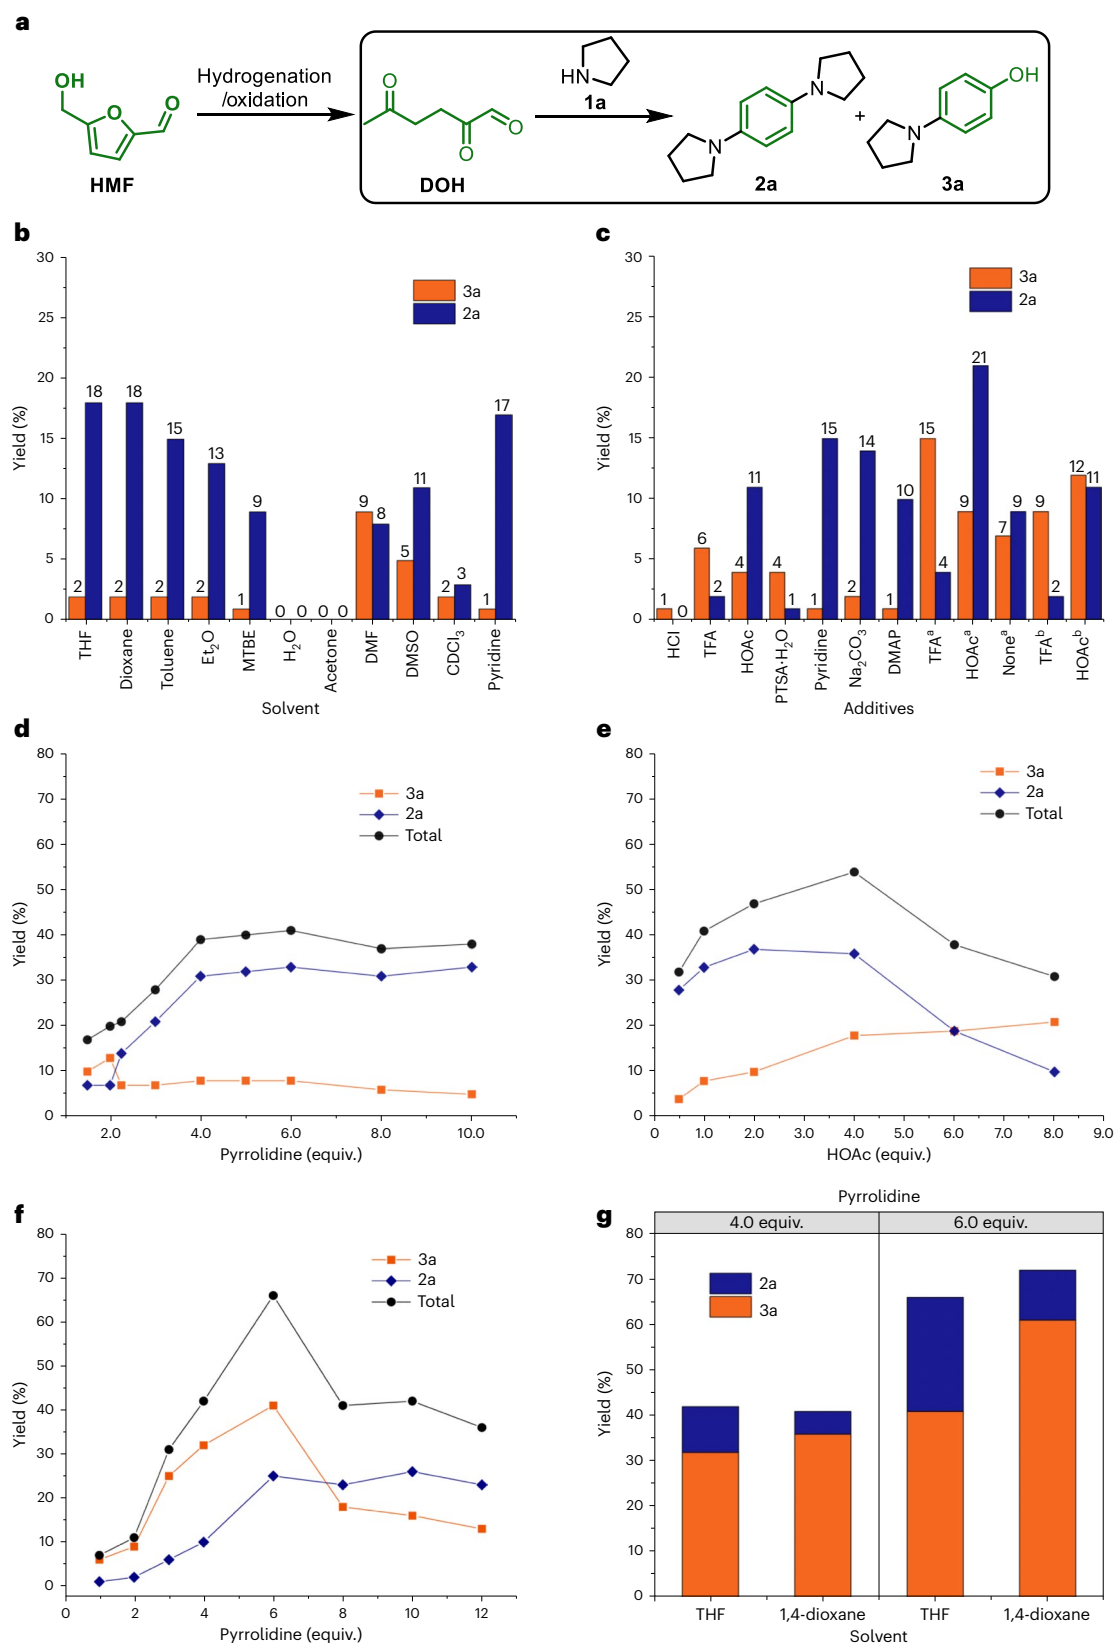 a
OH
O
O
HMF
Hydrogenation
/oxidation
O
O
O
DOH
HN
1a
N
N
2a
+
OH
N
3a
b
30
25
20
15
10
5
0
Yield (%)
3a
2a
2 18
2 18
2 15
2 13
1 9
0 0
0 0
9 8
5 11
2 3
1 17
THF
Dioxane
Toluene
Et2O
MTBE
H2O
Acetone
DMF
DMSO
CDCl3
Pyridine
Solvent
c
30
25
20
15
10
5
0
Yield (%)
3a
2a
1 0
6 2
4 11
4 1
1 15
2 14
1 10
15 4
9 21
7 9
9 2
12 11
HCl
TFA
HOAc
PTSA·H2O
Pyridine
Na2CO3
DMAP
TFAa
HOAca
Nonea
TFAb
HOAcb
Additives
d
80
70
60
50
40
30
20
10
0
Yield (%)
3a
2a
Total
2.0 4.0 6.0 8.0 10.0
Pyrrolidine (equiv.)
e
80
70
60
50
40
30
20
10
0
Yield (%)
3a
2a
Total
0 1.0 2.0 3.0 4.0 5.0 6.0 7.0 8.0 9.0
HOAc (equiv.)
f
80
70
60
50
40
30
20
10
0
Yield (%)
3a
2a
Total
0 2 4 6 8 10 12
Pyrrolidine (equiv.)
g
Pyrrolidine
4.0 equiv. 6.0 equiv.
80
70
60
50
40
30
20
10
0
Yield (%)
2a
3a
THF 1,4-dioxane THF 1,4-dioxane
Solvent